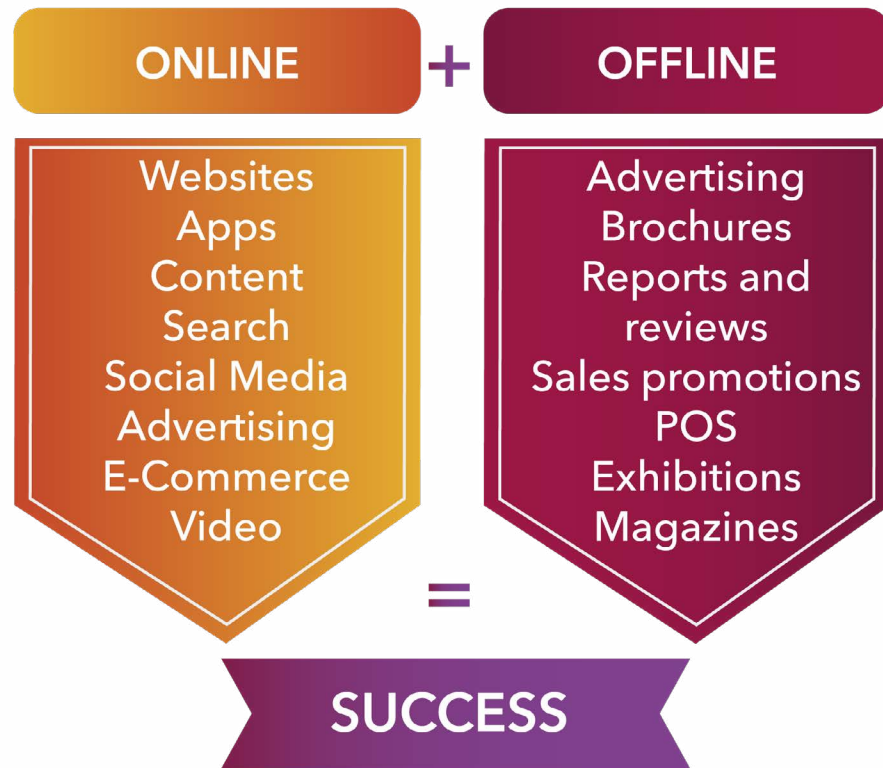 ONLINE + OFFLINE
Websites
Apps
Content
Search
Social Media
Advertising
E-Commerce
Video
Advertising
Brochures
Reports and
reviews
Sales promotions
POS
Exhibitions
Magazines
=
SUCCESS